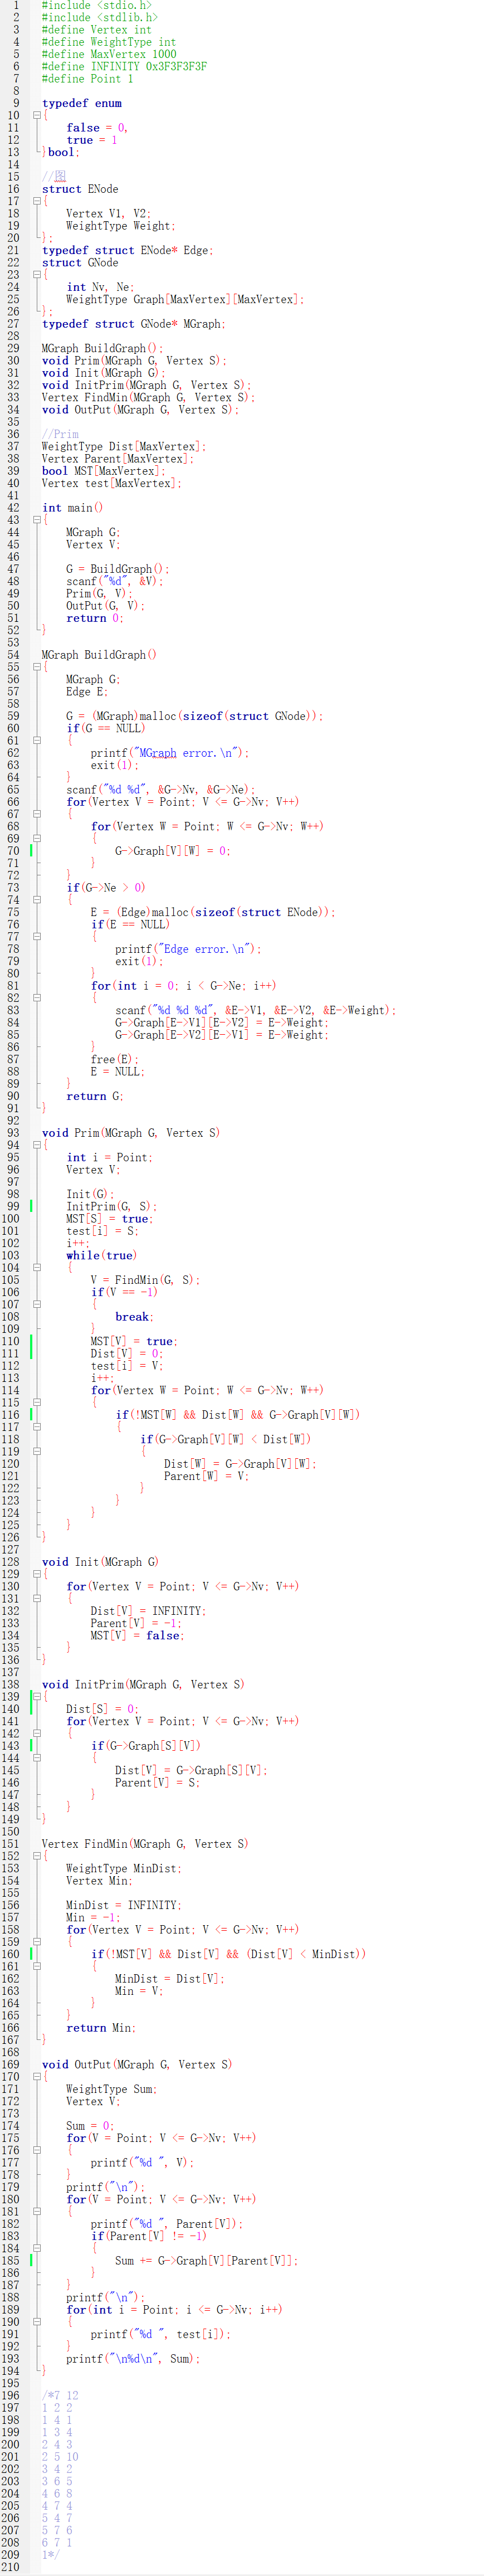 1 #include <stdio.h>
2 #include <stdlib.h>
3 #define Vertex int
4 #define WeightType int
5 #define MaxVertex 1000
6 #define INFINITY 0x3F3F3F3F
7 #define Point 1
8
9 typedef enum
10 {
11     false = 0,
12     true = 1
13 }bool;
14
15 //图
16 struct ENode
17 {
18     Vertex V1, V2;
19     WeightType Weight;
20 };
21 typedef struct ENode* Edge;
22 struct GNode
23 {
24     int Nv, Ne;
25     WeightType Graph[MaxVertex][MaxVertex];
26 };
27 typedef struct GNode* MGraph;
28
29 MGraph BuildGraph();
30 void Prim(MGraph G, Vertex S);
31 void Init(MGraph G);
32 void InitPrim(MGraph G, Vertex S);
33 Vertex FindMin(MGraph G, Vertex S);
34 void OutPut(MGraph G, Vertex S);
35
36 //Prim
37 WeightType Dist[MaxVertex];
38 Vertex Parent[MaxVertex];
39 bool MST[MaxVertex];
40 Vertex test[MaxVertex];
41
42 int main()
43 {
44     MGraph G;
45     Vertex V;
46
47     G = BuildGraph();
48     scanf("%d", &V);
49     Prim(G, V);
50     OutPut(G, V);
51     return 0;
52 }
53
54 MGraph BuildGraph()
55 {
56     MGraph G;
57     Edge E;
58
59     G = (MGraph)malloc(sizeof(struct GNode));
60     if(G == NULL)
61     {
62         printf("MGraph error.\n");
63         exit(1);
64     }
65     scanf("%d %d", &G->Nv, &G->Ne);
66     for(Vertex V = Point; V <= G->Nv; V++)
67     {
68         for(Vertex W = Point; W <= G->Nv; W++)
69         {
70             G->Graph[V][W] = 0;
71         }
72     }
73     if(G->Ne > 0)
74     {
75         E = (Edge)malloc(sizeof(struct ENode));
76         if(E == NULL)
77         {
78             printf("Edge error.\n");
79             exit(1);
80         }
81         for(int i = 0; i < G->Ne; i++)
82         {
83             scanf("%d %d %d", &E->V1, &E->V2, &E->Weight);
84             G->Graph[E->V1][E->V2] = E->Weight;
85             G->Graph[E->V2][E->V1] = E->Weight;
86         }
87         free(E);
88         E = NULL;
89     }
90     return G;
91 }
92
93 void Prim(MGraph G, Vertex S)
94 {
95     int i = Point;
96     Vertex V;
97
98     Init(G);
99     InitPrim(G, S);
100     MST[S] = true;
101     test[i] = S;
102     i++;
103     while(true)
104     {
105         V = FindMin(G, S);
106         if(V == -1)
107         {
108             break;
109         }
110         MST[V] = true;
111         Dist[V] = 0;
112         test[i] = V;
113         i++;
114         for(Vertex W = Point; W <= G->Nv; W++)
115         {
116             if(!MST[W] && Dist[W] && G->Graph[V][W])
117             {
118                 if(G->Graph[V][W] < Dist[W])
119                 {
120                     Dist[W] = G->Graph[V][W];
121                     Parent[W] = V;
122                 }
123             }
124         }
125     }
126 }
127
128 void Init(MGraph G)
129 {
130     for(Vertex V = Point; V <= G->Nv; V++)
131     {
132         Dist[V] = INFINITY;
133         Parent[V] = -1;
134         MST[V] = false;
135     }
136 }
137
138 void InitPrim(MGraph G, Vertex S)
139 {
140     Dist[S] = 0;
141     for(Vertex V = Point; V <= G->Nv; V++)
142     {
143         if(G->Graph[S][V])
144         {
145             Dist[V] = G->Graph[S][V];
146             Parent[V] = S;
147         }
148     }
149 }
150
151 Vertex FindMin(MGraph G, Vertex S)
152 {
153     WeightType MinDist;
154     Vertex Min;
155
156     MinDist = INFINITY;
157     Min = -1;
158     for(Vertex V = Point; V <= G->Nv; V++)
159     {
160         if(!MST[V] && Dist[V] && (Dist[V] < MinDist))
161         {
162             MinDist = Dist[V];
163             Min = V;
164         }
165     }
166     return Min;
167 }
168
169 void OutPut(MGraph G, Vertex S)
170 {
171     WeightType Sum;
172     Vertex V;
173
174     Sum = 0;
175     for(V = Point; V <= G->Nv; V++)
176     {
177         printf("%d ", V);
178     }
179     printf("\n");
180     for(V = Point; V <= G->Nv; V++)
181     {
182         printf("%d ", Parent[V]);
183         if(Parent[V] != -1)
184         {
185             Sum += G->Graph[V][Parent[V]];
186         }
187     }
188     printf("\n");
189     for(int i = Point; i <= G->Nv; i++)
190     {
191         printf("%d ", test[i]);
192     }
193     printf("\n%d\n", Sum);
194 }
195
196 /*7 12
197 1 2 2
198 1 4 1
199 1 3 4
200 2 4 3
201 2 5 10
202 3 4 2
203 3 6 5
204 4 6 8
205 4 7 4
206 5 4 7
207 5 7 6
208 6 7 1
209 1*/
210